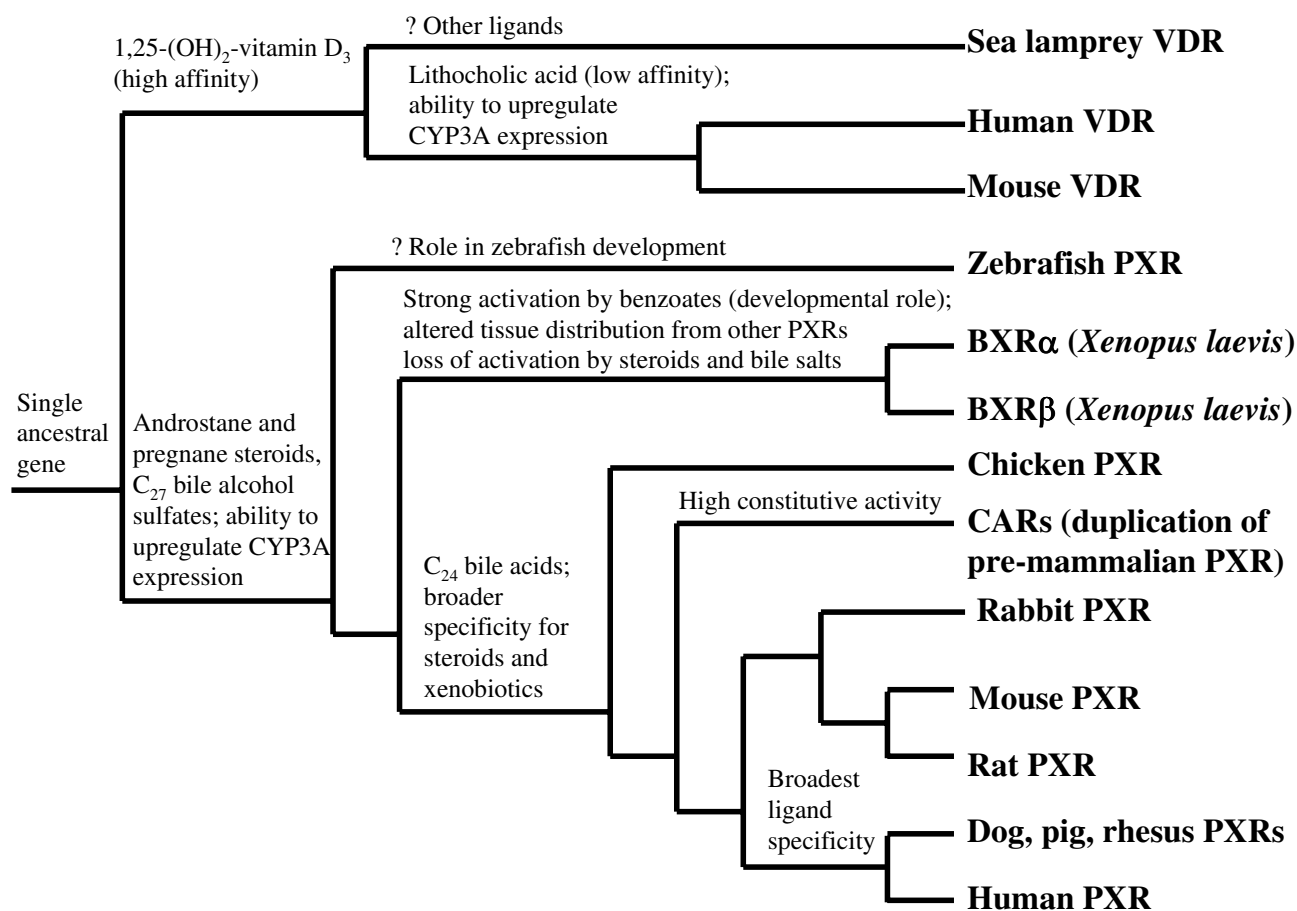 ? Other ligands
Sea lamprey VDR
1,25-(OH)₂-vitamin D₃
(high affinity)
Lithocholic acid (low affinity);
ability to upregulate
CYP3A expression
Human VDR
Mouse VDR
? Role in zebrafish development
Zebrafish PXR
Strong activation by benzoates (developmental role);
altered tissue distribution from other PXRs
loss of activation by steroids and bile salts
BXRα (Xenopus laevis)
BXRβ (Xenopus laevis)
Single
ancestral
gene
Androstane and
pregnane steroids,
C₂₇ bile alcohol
sulfates; ability to
upregulate CYP3A
expression
Chicken PXR
High constitutive activity
CARs (duplication of
pre-mammalian PXR)
C₂₄ bile acids;
broader
specificity for
steroids and
xenobiotics
Rabbit PXR
Mouse PXR
Rat PXR
Broadest
ligand
specificity
Dog, pig, rhesus PXRs
Human PXR